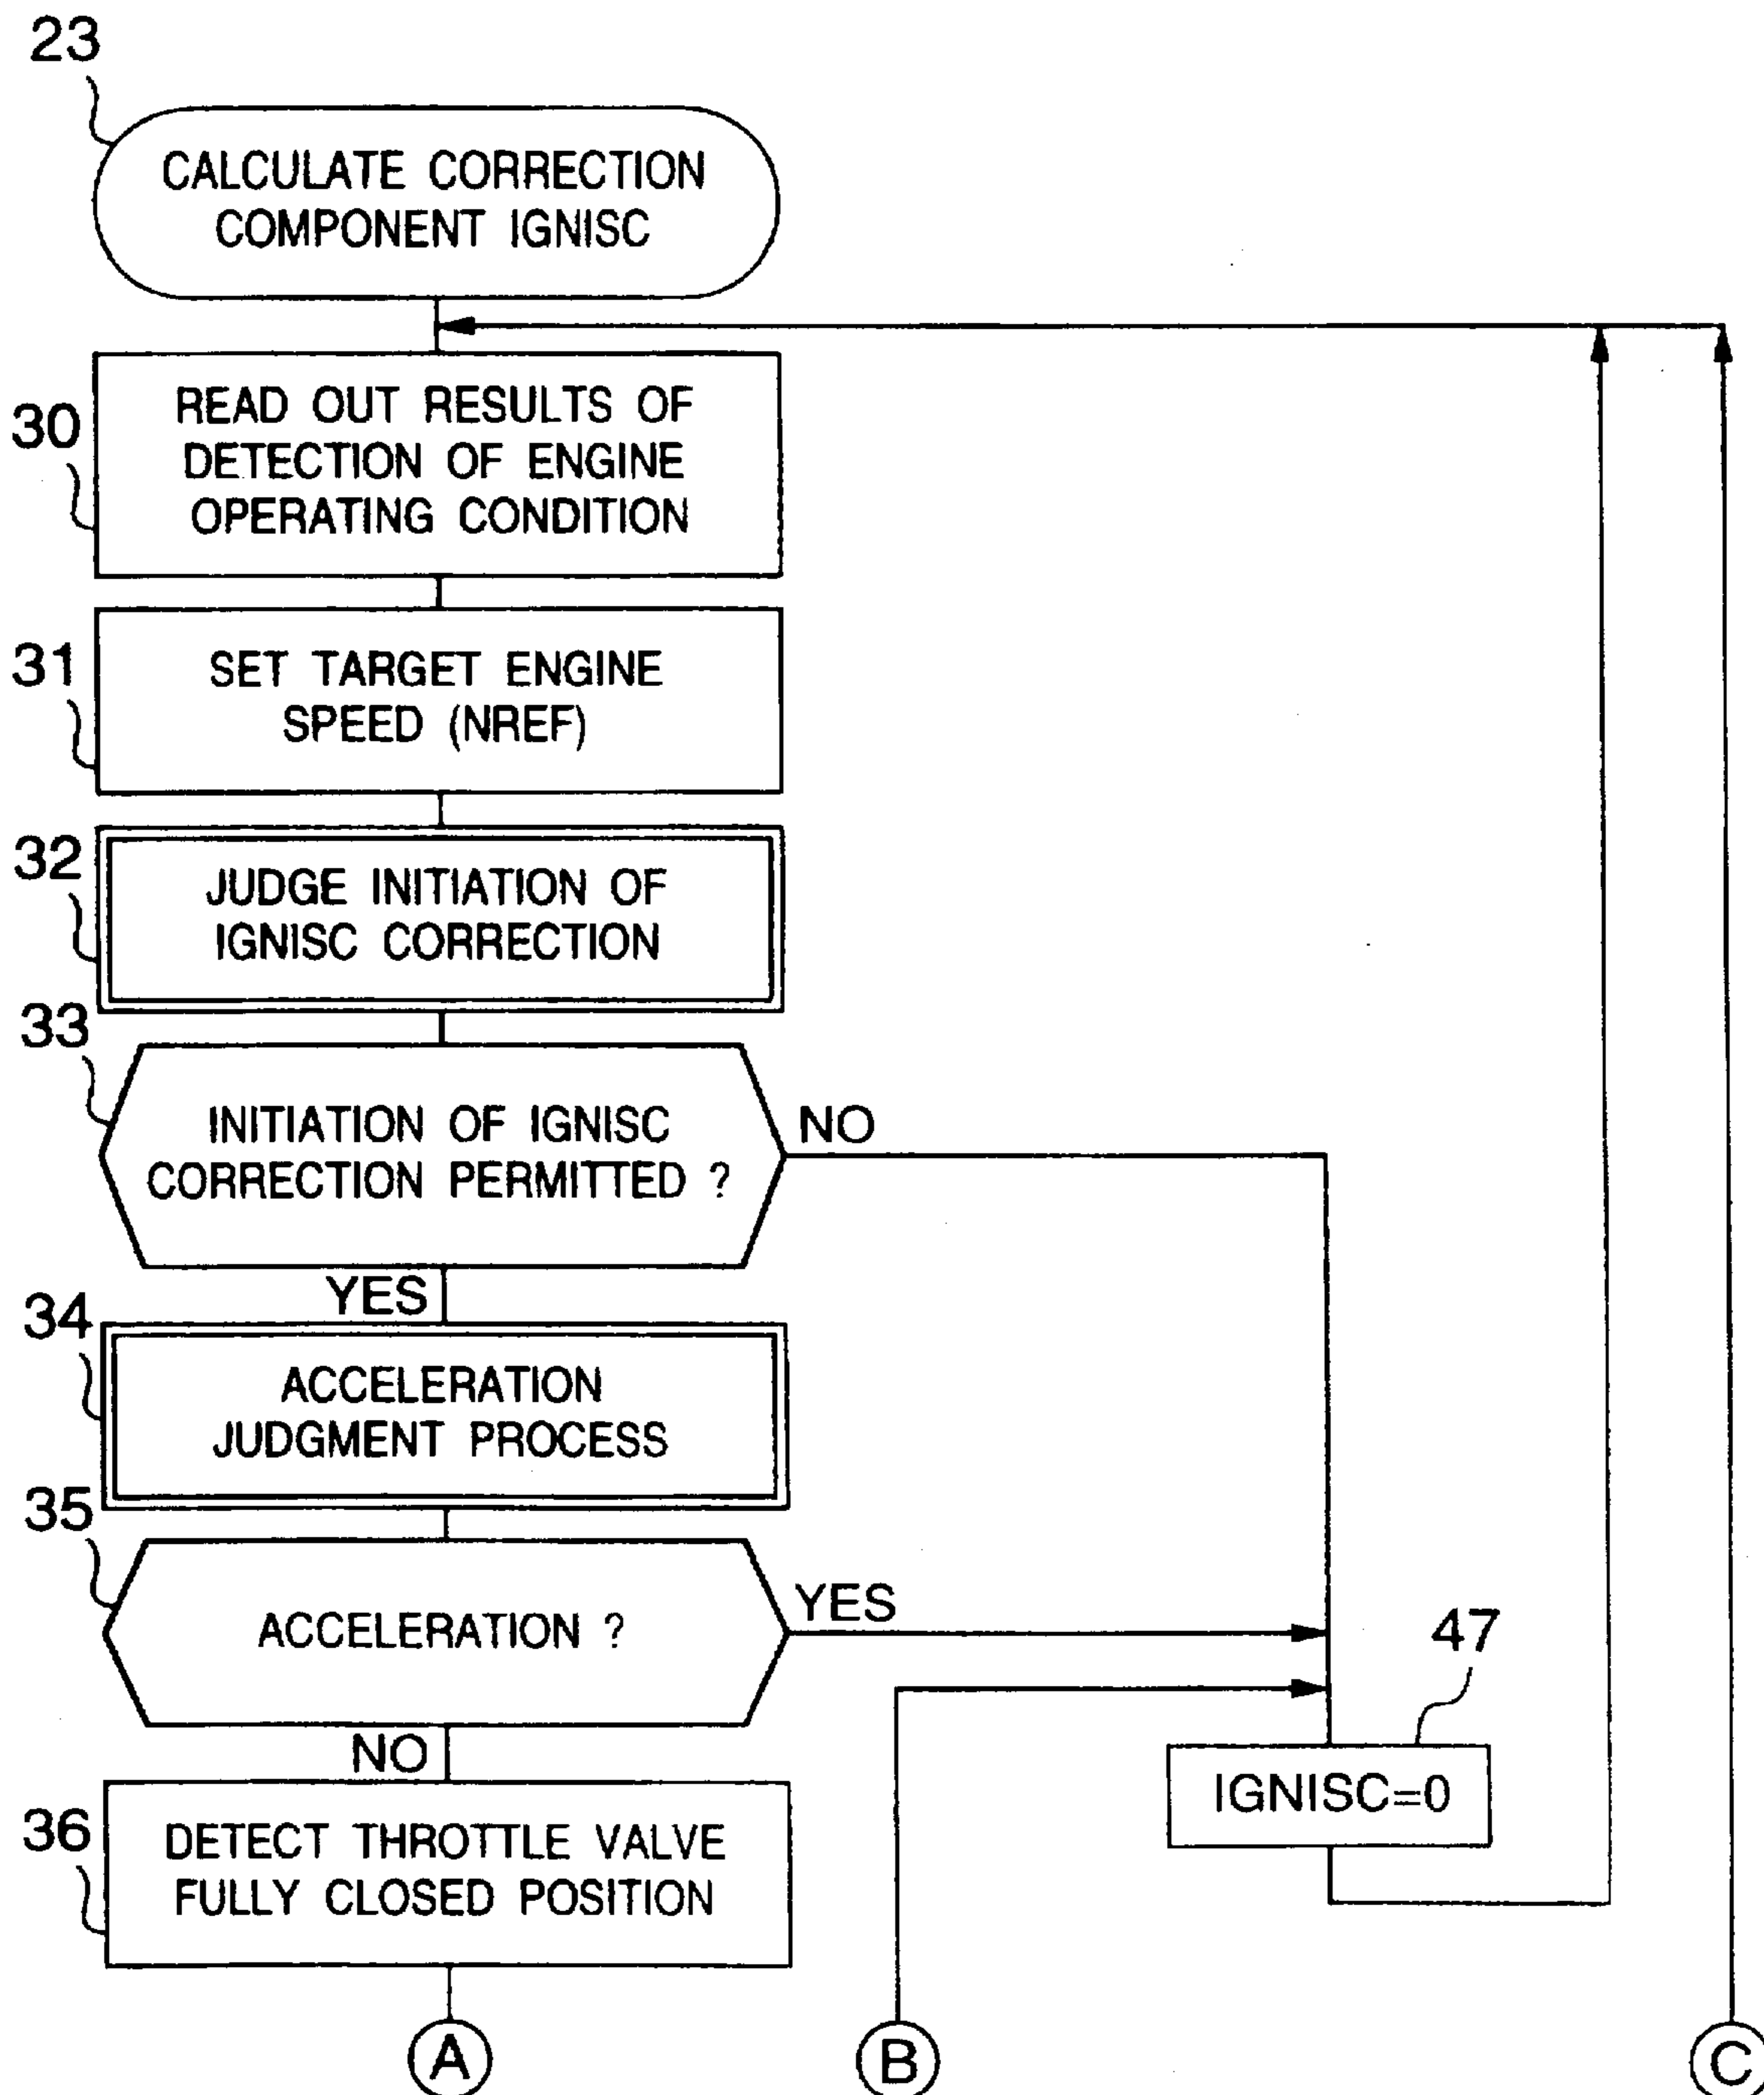 23
CALCULATE CORRECTION
COMPONENT IGNISC
30
READ OUT RESULTS OF
DETECTION OF ENGINE
OPERATING CONDITION
31
SET TARGET ENGINE
SPEED (NREF)
32
JUDGE INITIATION OF
IGNISC CORRECTION
33
INITIATION OF IGNISC
CORRECTION PERMITTED ?
NO
YES
34
ACCELERATION
JUDGMENT PROCESS
35
ACCELERATION ?
YES
NO
47
IGNISC=0
36
DETECT THROTTLE VALVE
FULLY CLOSED POSITION
A
B
C